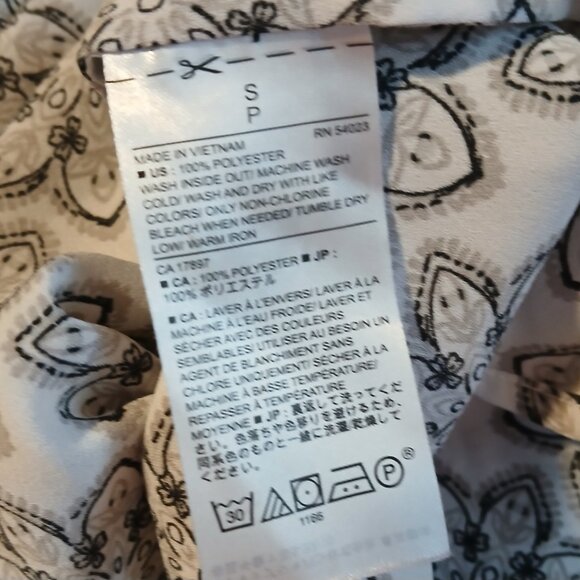 S
P
MADE IN VIETNAM RN 54023
■ US : 100% POLYESTER
WASH INSIDE OUT/ MACHINE WASH
COLD/ WASH AND DRY WITH LIKE
COLORS/ ONLY NON-CHLORINE
BLEACH WHEN NEEDED/ TUMBLE DRY
LOW/ WARM IRON
CA 17897
■ CA : 100% POLYESTER ■ JP :
100% ポリエステル
■ CA : LAVER À L'ENVERS/ LAVER À LA
MACHINE À L'EAU FROIDE/ LAVER ET
SÉCHER AVEC DES COULEURS
SEMBLABLES/ UTILISER AU BESOIN UN
AGENT DE BLANCHIMENT SANS
CHLORE UNIQUEMENT/ SÉCHER À LA
MACHINE À BASSE TEMPÉRATURE/
REPASSER À TEMPÉRATURE
MOYENNE ■ JP : 裏返して洗ってくだ
さい。色落ちや色移りを避けるため、
同系色のものと一緒に洗濯/乾燥して
ください。
30 P ®
1166